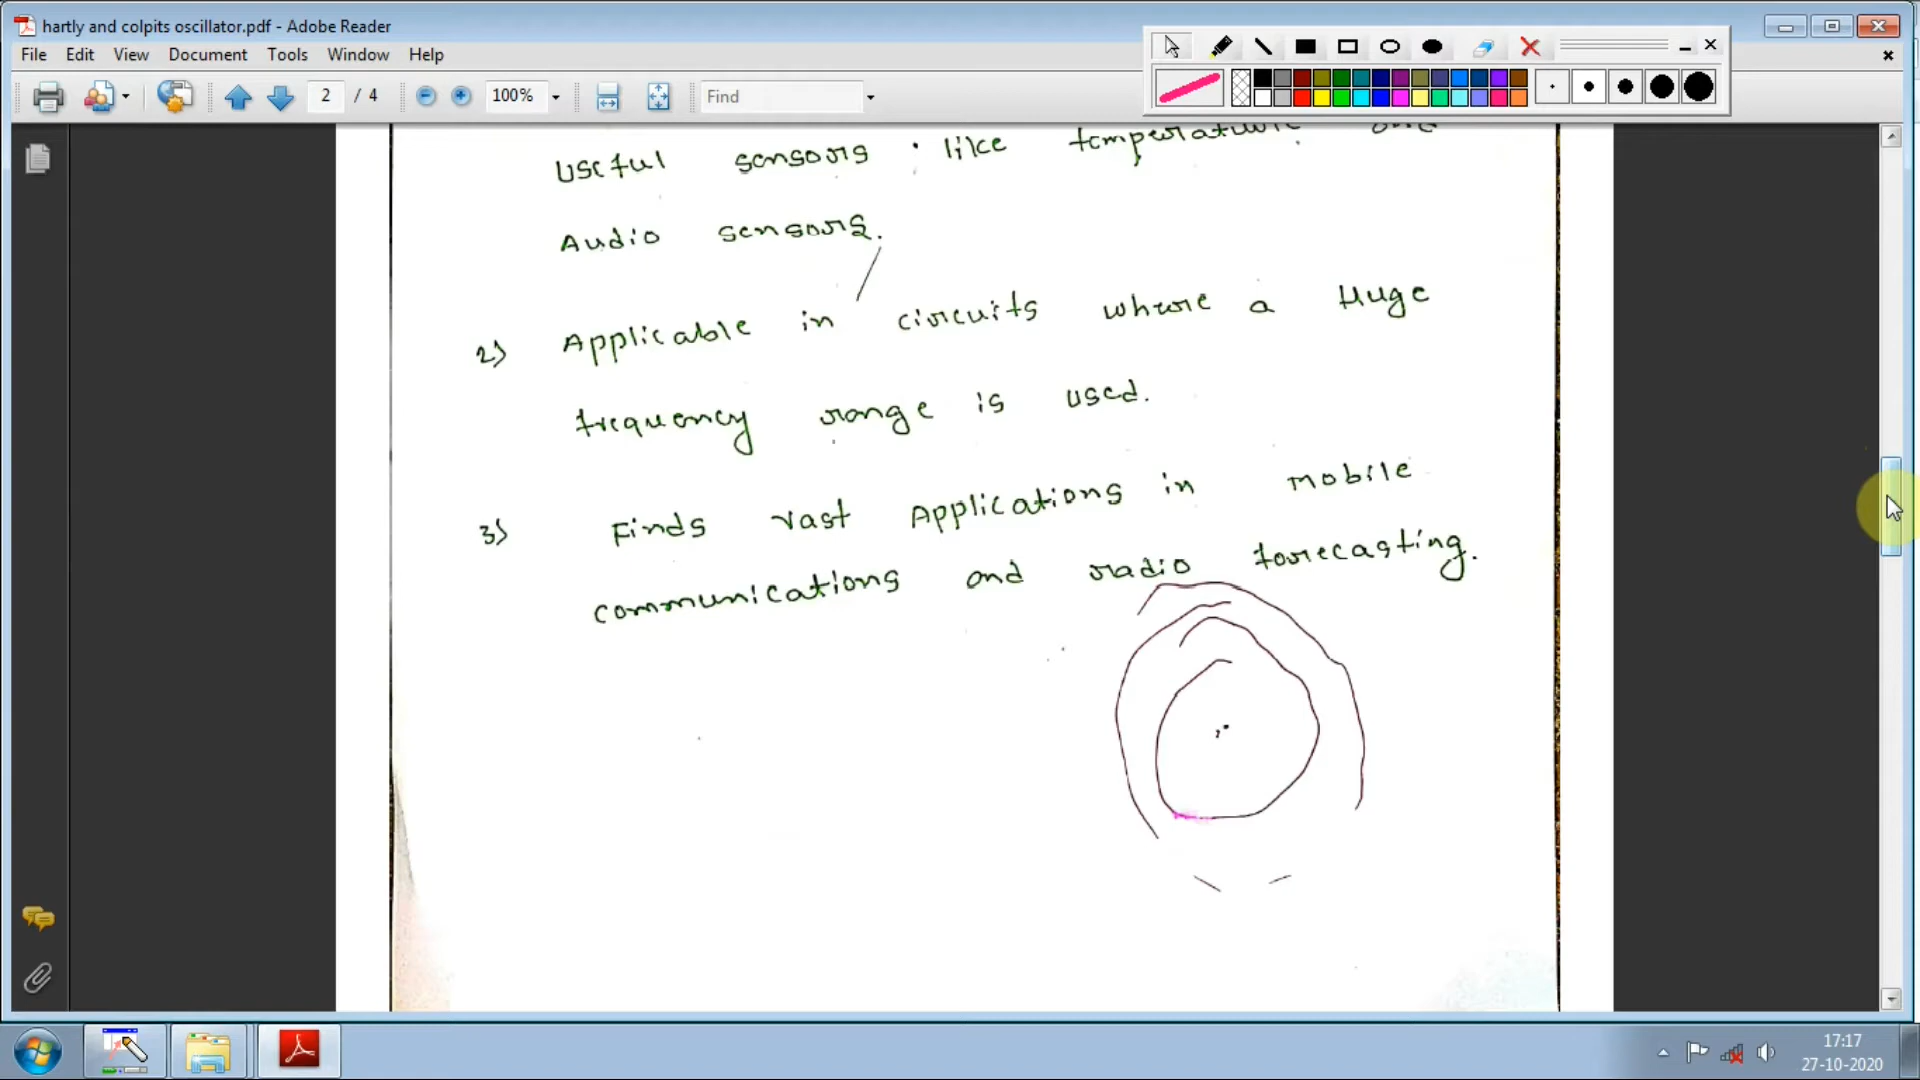 hartly and colpits oscillator.pdf - Adobe Reader
File Edit View Document Tools Window Help
2 / 4 100% Find
Useful sensors like temperature and
Audio sensors.
2) Applicable in circuits where a Huge
frequency range is used.
3) Finds vast Applications in mobile
communications and radio forecasting.
17:17
27-10-2020